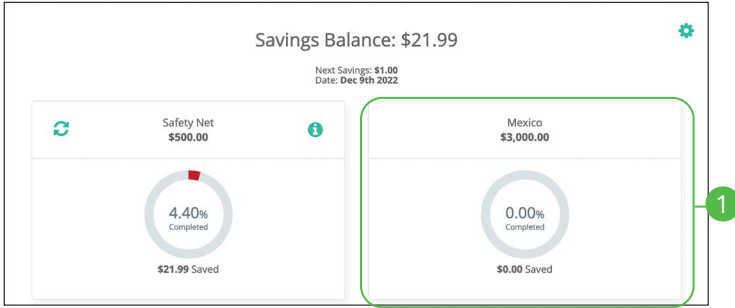 Savings Balance: $21.99
Next Savings: $1.00
Date: Dec 9th 2022
Safety Net
$500.00
4.40%
Completed
$21.99 Saved
Mexico
$3,000.00
0.00%
Completed
$0.00 Saved
1